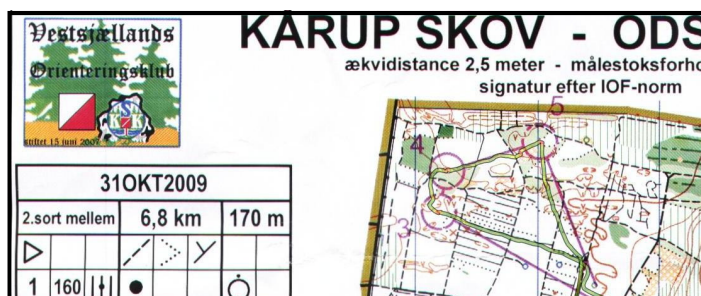 Vestsjællands
Orienteringsklub
stiftet 15 juni 2007
KARUP SKOV - ODS
ækvidistance 2,5 meter - målestoksforho
signatur efter IOF-norm
31OKT2009
2.sort mellem 6,8 km 170 m
1 160
5
4
3